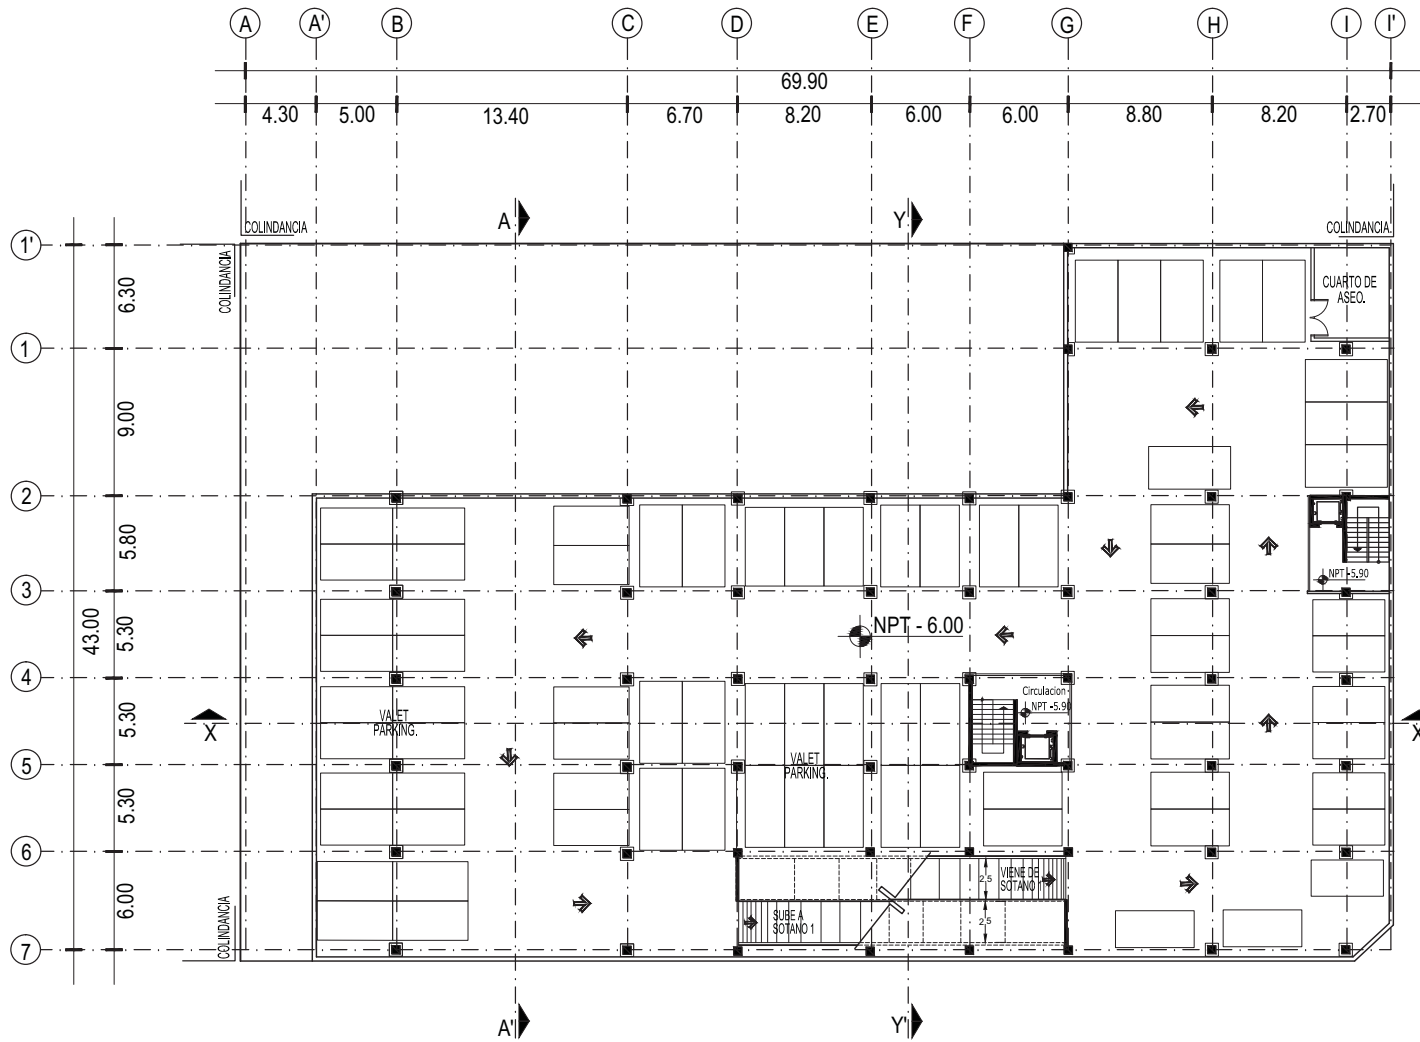 A A' B C D E F G H I I'
69.90
4.30 5.00 13.40 6.70 8.20 6.00 6.00 8.80 8.20 2.70
A Y
COLINDANCIA COLINDANCIA.
1'
COLINDANCIA
6.30
CUARTO DE
ASEO.
1
9.00
2
5.80
NPT -5.90
3
43.00
5.30
NPT - 6.00
4
Circulacion
NPT -5.90
5.30
X
VALET
PARKING.
X
VALET
PARKING.
5
5.30
6
VIENE DE
SOTANO 1
2.5
6.00
SUBE A
SOTANO 1
2.5
COLINDANCIA
7
A' Y'